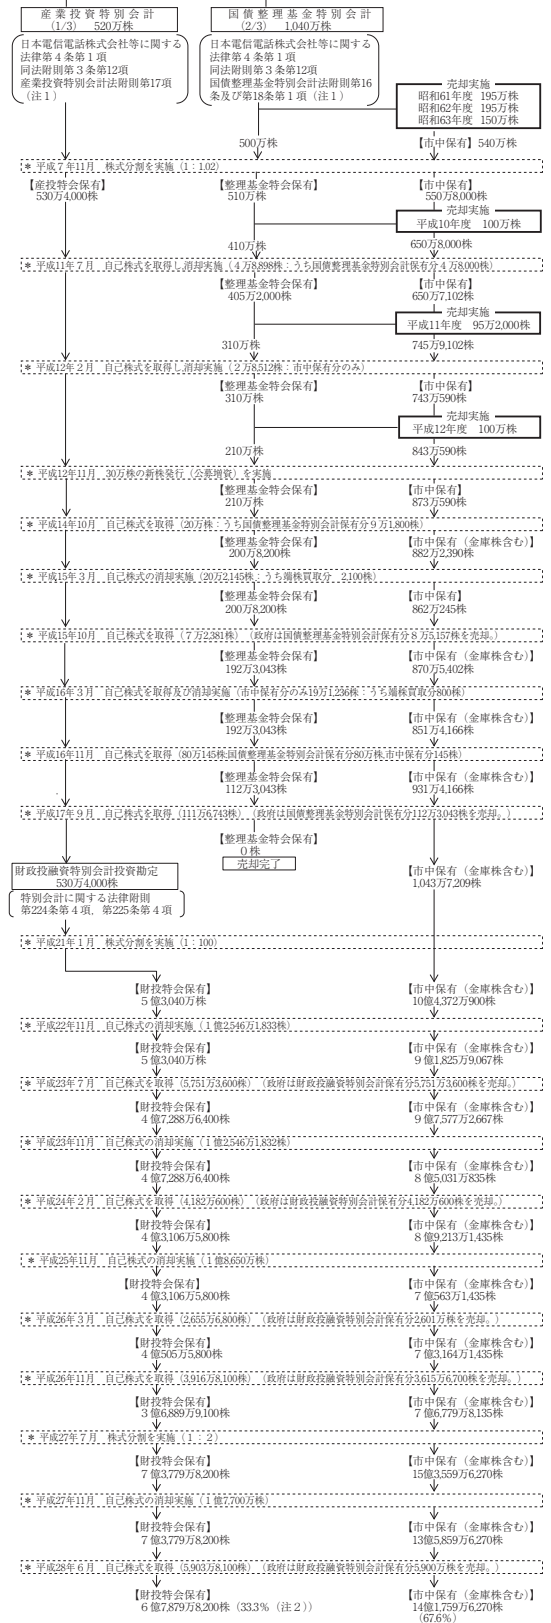 産業投資特別会計
(1/3) 520万株
国債整理基金特別会計
(2/3) 1,040万株
日本電信電話株式会社等に関する
法律第4条第1項
同法附則第3条第12項
産業投資特別会計法附則第17項
(注1)
日本電信電話株式会社等に関する
法律第4条第1項
同法附則第3条第12項
国債整理基金特別会計法附則第16
条及び第18条第1項(注1)
売却実施
昭和61年度 195万株
昭和62年度 195万株
昭和63年度 150万株
500万株
【市中保有】540万株
* 平成7年11月 株式分割を実施(1:1.02)
【産投特会保有】
530万4,000株
【整理基金特会保有】
510万株
【市中保有】
550万8,000株
売却実施
平成10年度 100万株
410万株
650万8,000株
* 平成11年7月 自己株式を取得し消却実施(4万8,898株:うち国債整理基金特別会計保有分4万8,000株)
【整理基金特会保有】
405万2,000株
【市中保有】
650万7,102株
売却実施
平成11年度 95万2,000株
310万株
745万9,102株
* 平成12年2月 自己株式を取得し消却実施(2万8,512株:市中保有分のみ)
【整理基金特会保有】
310万株
【市中保有】
743万590株
売却実施
平成12年度 100万株
210万株
843万590株
* 平成12年11月 30万株の新株発行(公募増資)を実施
【整理基金特会保有】
210万株
【市中保有】
873万590株
* 平成14年10月 自己株式を取得(20万株:うち国債整理基金特別会計保有分9万1,800株)
【整理基金特会保有】
200万8,200株
【市中保有(金庫株含む)】
882万2,390株
* 平成15年3月 自己株式の消却実施(20万2,145株:うち端株買取分 2,100株)
【整理基金特会保有】
200万8,200株
【市中保有】
862万245株
* 平成15年10月 自己株式を取得(7万2,381株)(政府は国債整理基金特別会計保有分8万5,157株を売却。)
【整理基金特会保有】
192万3,043株
【市中保有(金庫株含む)】
870万5,402株
* 平成16年3月 自己株式を取得及び消却実施(市中保有分のみ19万1,236株:うち端株買取分800株)
【整理基金特会保有】
192万3,043株
【市中保有(金庫株含む)】
851万4,166株
* 平成16年11月 自己株式を取得(80万145株:国債整理基金特別会計保有分80万株,市中保有分145株)
【整理基金特会保有】
112万3,043株
【市中保有(金庫株含む)】
931万4,166株
* 平成17年9月 自己株式を取得(111万6,743株)(政府は国債整理基金特別会計保有分112万3,043株を売却。)
【整理基金特会保有】
0株
売却完了
財政投融資特別会計投資勘定
530万4,000株
【市中保有(金庫株含む)】
1,043万7,209株
特別会計に関する法律附則
第224条第4項，第225条第4項
* 平成21年1月 株式分割を実施(1:100)
【財投特会保有】
5億3,040万株
【市中保有(金庫株含む)】
10億4,372万900株
* 平成22年11月 自己株式の消却実施(1億2,546万1,833株)
【財投特会保有】
5億3,040万株
【市中保有(金庫株含む)】
9億1,825万9,067株
* 平成23年7月 自己株式を取得(5,751万3,600株)(政府は財政投融資特別会計保有分5,751万3,600株を売却。)
【財投特会保有】
4億7,288万6,400株
【市中保有(金庫株含む)】
9億7,577万2,667株
* 平成23年11月 自己株式の消却実施(1億2,546万1,832株)
【財投特会保有】
4億7,288万6,400株
【市中保有(金庫株含む)】
8億5,031万835株
* 平成24年2月 自己株式を取得(4,182万600株)(政府は財政投融資特別会計保有分4,182万600株を売却。)
【財投特会保有】
4億3,106万5,800株
【市中保有(金庫株含む)】
8億9,213万1,435株
* 平成25年11月 自己株式の消却実施(1億8,650万株)
【財投特会保有】
4億3,106万5,800株
【市中保有(金庫株含む)】
7億563万1,435株
* 平成26年3月 自己株式を取得(2,655万6,800株)(政府は財政投融資特別会計保有分2,601万株を売却。)
【財投特会保有】
4億505万5,800株
【市中保有(金庫株含む)】
7億3,164万1,435株
* 平成26年11月 自己株式を取得(3,916万8,100株)(政府は財政投融資特別会計保有分3,615万6,700株を売却。)
【財投特会保有】
3億6,889万9,100株
【市中保有(金庫株含む)】
7億6,779万8,135株
* 平成27年7月 株式分割を実施(1:2)
【財投特会保有】
7億3,779万8,200株
【市中保有(金庫株含む)】
15億3,559万6,270株
* 平成27年11月 自己株式の消却実施(1億7,700万株)
【財投特会保有】
7億3,779万8,200株
【市中保有(金庫株含む)】
13億5,859万6,270株
* 平成28年6月 自己株式を取得(5,903万8,100株)(政府は財政投融資特別会計保有分5,900万株を売却。)
【財投特会保有】
6億7,879万8,200株(33.3%(注2))
【市中保有(金庫株含む)】
14億1,759万6,270株
(67.6%)